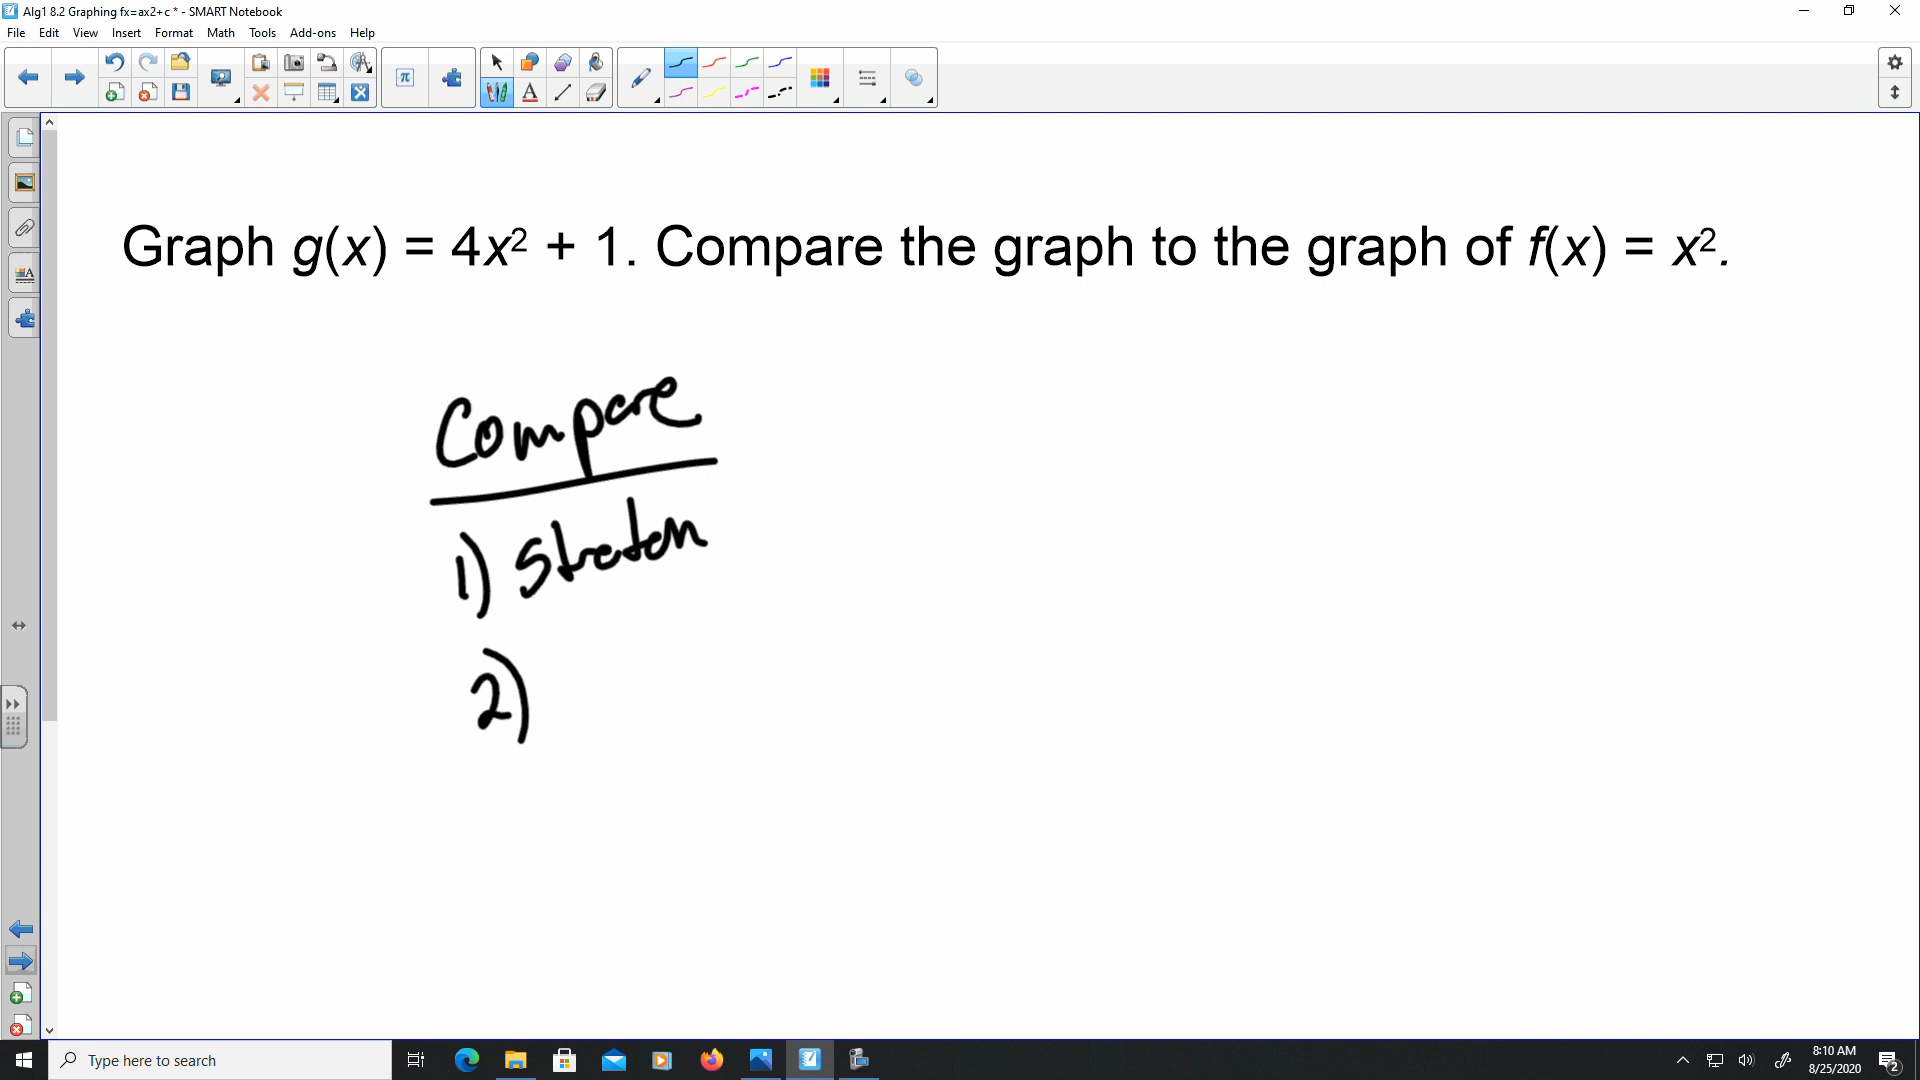 Alg1 8.2 Graphing fx=ax2+c * - SMART Notebook
File Edit View Insert Format Math Tools Add-ons Help
π
A
A
Graph g(x) = 4x² + 1. Compare the graph to the graph of f(x) = x².
Compare
1) Stretch
2)
Type here to search
8:10 AM
8/25/2020
2